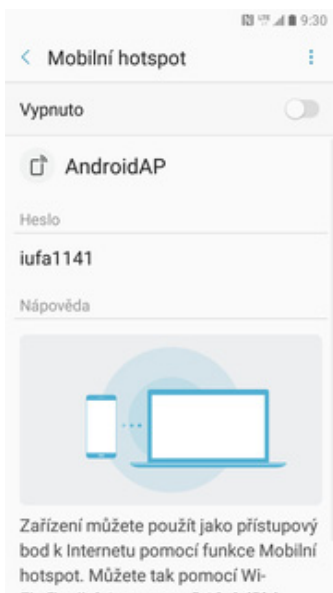 9:30
Mobilní hotspot
Vypnuto
AndroidAP
Heslo
iufa1141
Nápověda
Zařízení můžete použít jako přístupový
bod k Internetu pomocí funkce Mobilní
hotspot. Můžete tak pomocí Wi-